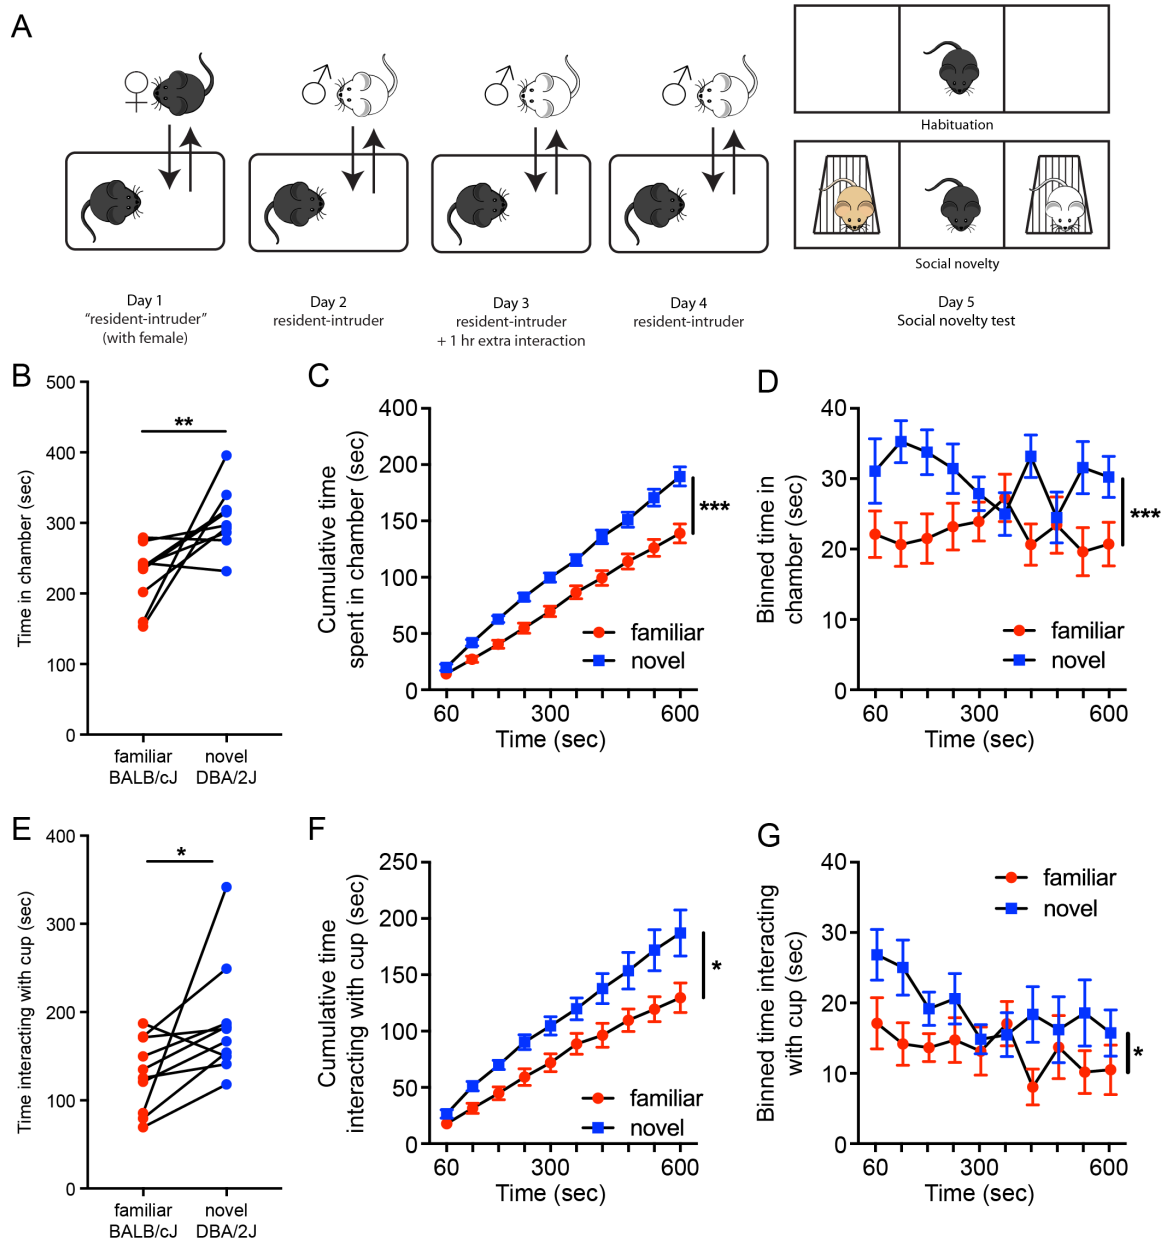 A
Habituation
Social novelty
Day 1
"resident-intruder"
(with female)
Day 2
resident-intruder
Day 3
resident-intruder
+ 1 hr extra interaction
Day 4
resident-intruder
Day 5
Social novelty test
B
Time in chamber (sec)
500
400
300
200
100
0
**
familiar
BALB/cJ
novel
DBA/2J
C
Cumulative time
spent in chamber (sec)
400
200
150
100
50
0
***
familiar
novel
60
300
600
Time (sec)
D
Binned time in
chamber (sec)
40
30
20
10
0
***
familiar
novel
60
300
600
Time (sec)
E
Time interacting with cup (sec)
400
300
200
100
0
*
familiar
BALB/cJ
novel
DBA/2J
F
Cumulative time
interacting with cup (sec)
250
200
150
100
50
0
*
familiar
novel
60
300
600
Time (sec)
G
Binned time interacting
with cup (sec)
40
30
20
10
0
familiar
novel
*
60
300
600
Time (sec)